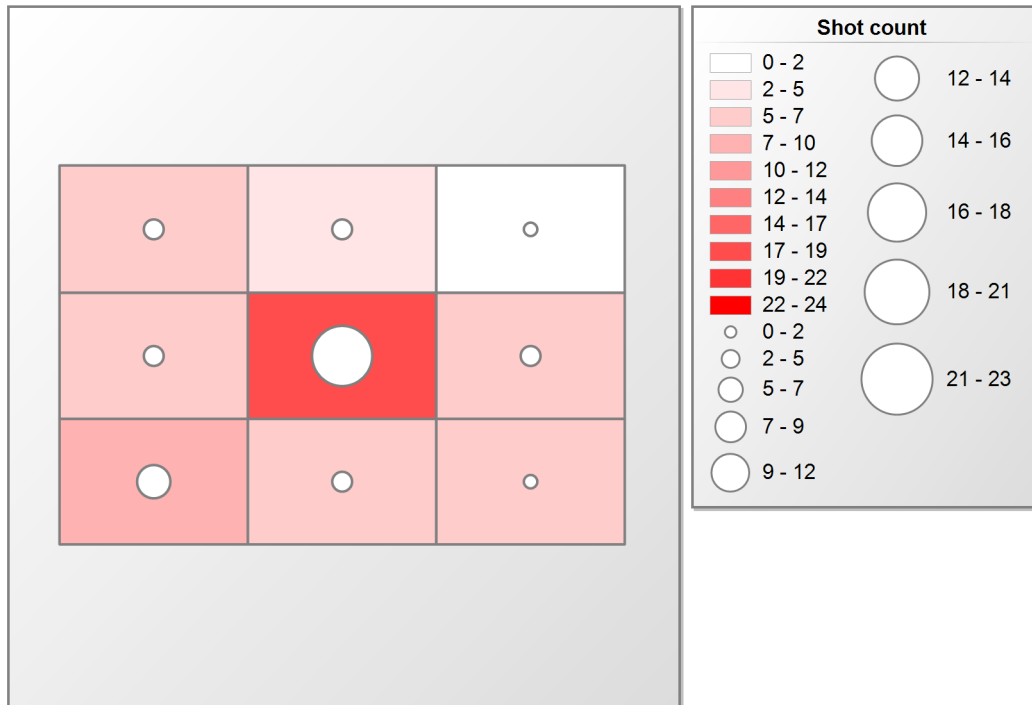 Shot count
0 - 2
2 - 5
5 - 7
7 - 10
10 - 12
12 - 14
14 - 17
17 - 19
19 - 22
22 - 24
0 - 2
2 - 5
5 - 7
7 - 9
9 - 12
12 - 14
14 - 16
16 - 18
18 - 21
21 - 23